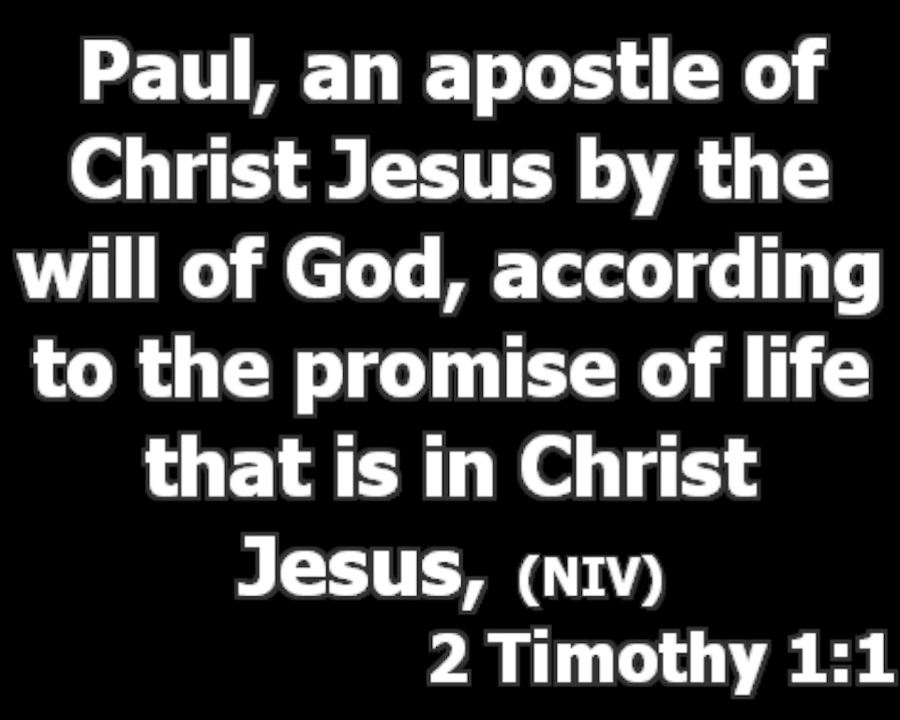 Paul, an apostle of
Christ Jesus by the
will of God, according
to the promise of life
that is in Christ
Jesus, (NIV)
2 Timothy 1:1